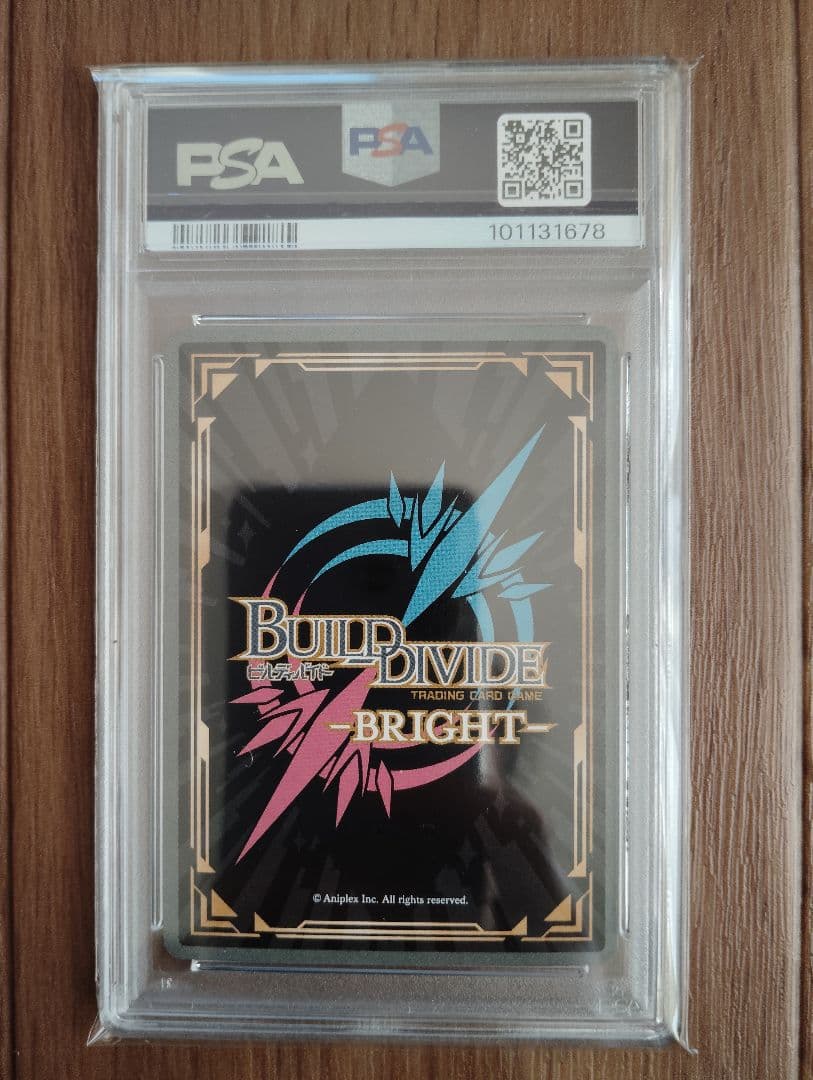 PSA
PSA
101131678
BUILD DIVIDE
ビルディバイド
TRADING CARD GAME
-BRIGHT-
© Aniplex Inc. All rights reserved.